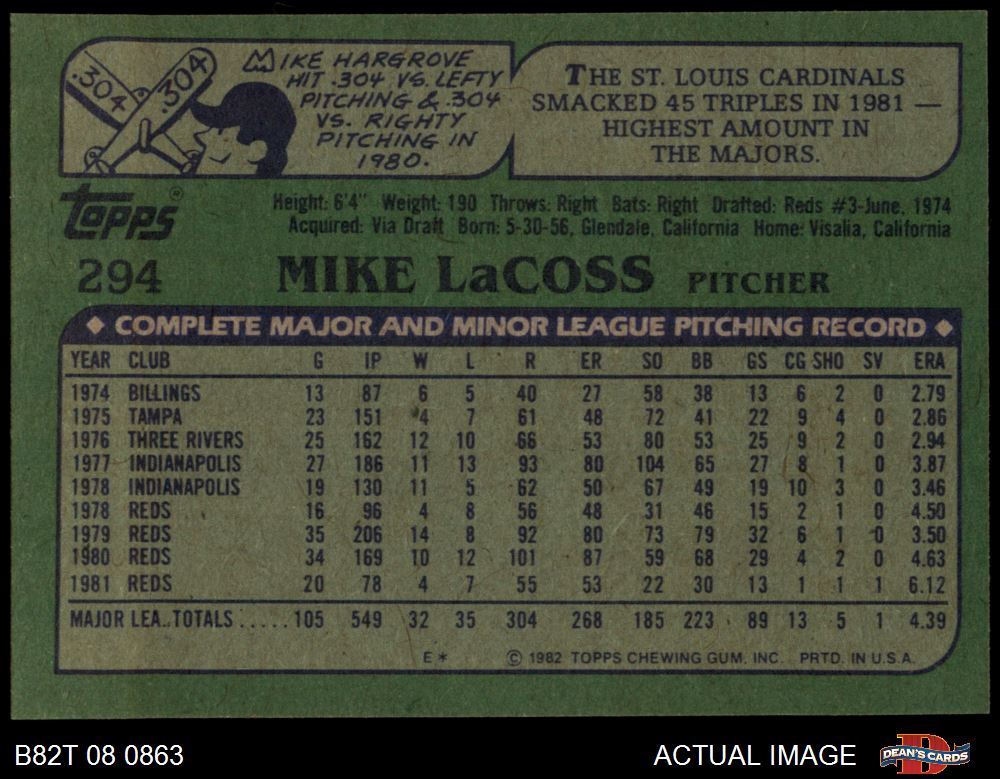 .304
.304
MIKE HARGROVE
HIT .304 VS. LEFTY
PITCHING & .304
VS. RIGHTY
PITCHING IN
1980.
THE ST. LOUIS CARDINALS
SMACKED 45 TRIPLES IN 1981 —
HIGHEST AMOUNT IN
THE MAJORS.
TOPPS®
Height: 6'4" Weight: 190 Throws: Right Bats: Right Drafted: Reds #3-June, 1974
Acquired: Via Draft Born: 5-30-56, Glendale, California Home: Visalia, California
294 MIKE LaCOSS PITCHER
◆ COMPLETE MAJOR AND MINOR LEAGUE PITCHING RECORD ◆
YEAR CLUB G IP W L R ER SO BB GS CG SHO SV ERA
1974 BILLINGS 13 87 6 5 40 27 58 38 13 6 2 0 2.79
1975 TAMPA 23 151 4 7 61 48 72 41 22 9 4 0 2.86
1976 THREE RIVERS 25 162 12 10 66 53 80 53 25 9 2 0 2.94
1977 INDIANAPOLIS 27 186 11 13 93 80 104 65 27 8 1 0 3.87
1978 INDIANAPOLIS 19 130 11 5 62 50 67 49 19 10 3 0 3.46
1978 REDS 16 96 4 8 56 48 31 46 15 2 1 0 4.50
1979 REDS 35 206 14 8 92 80 73 79 32 6 1 0 3.50
1980 REDS 34 169 10 12 101 87 59 68 29 4 2 0 4.63
1981 REDS 20 78 4 7 55 53 22 30 13 1 1 1 6.12
MAJOR LEA..TOTALS.....105 549 32 35 304 268 185 223 89 13 5 1 4.39
E* © 1982 TOPPS CHEWING GUM, INC. PRTD. IN U.S.A.
B82T 08 0863 ACTUAL IMAGE DEAN'S CARDS